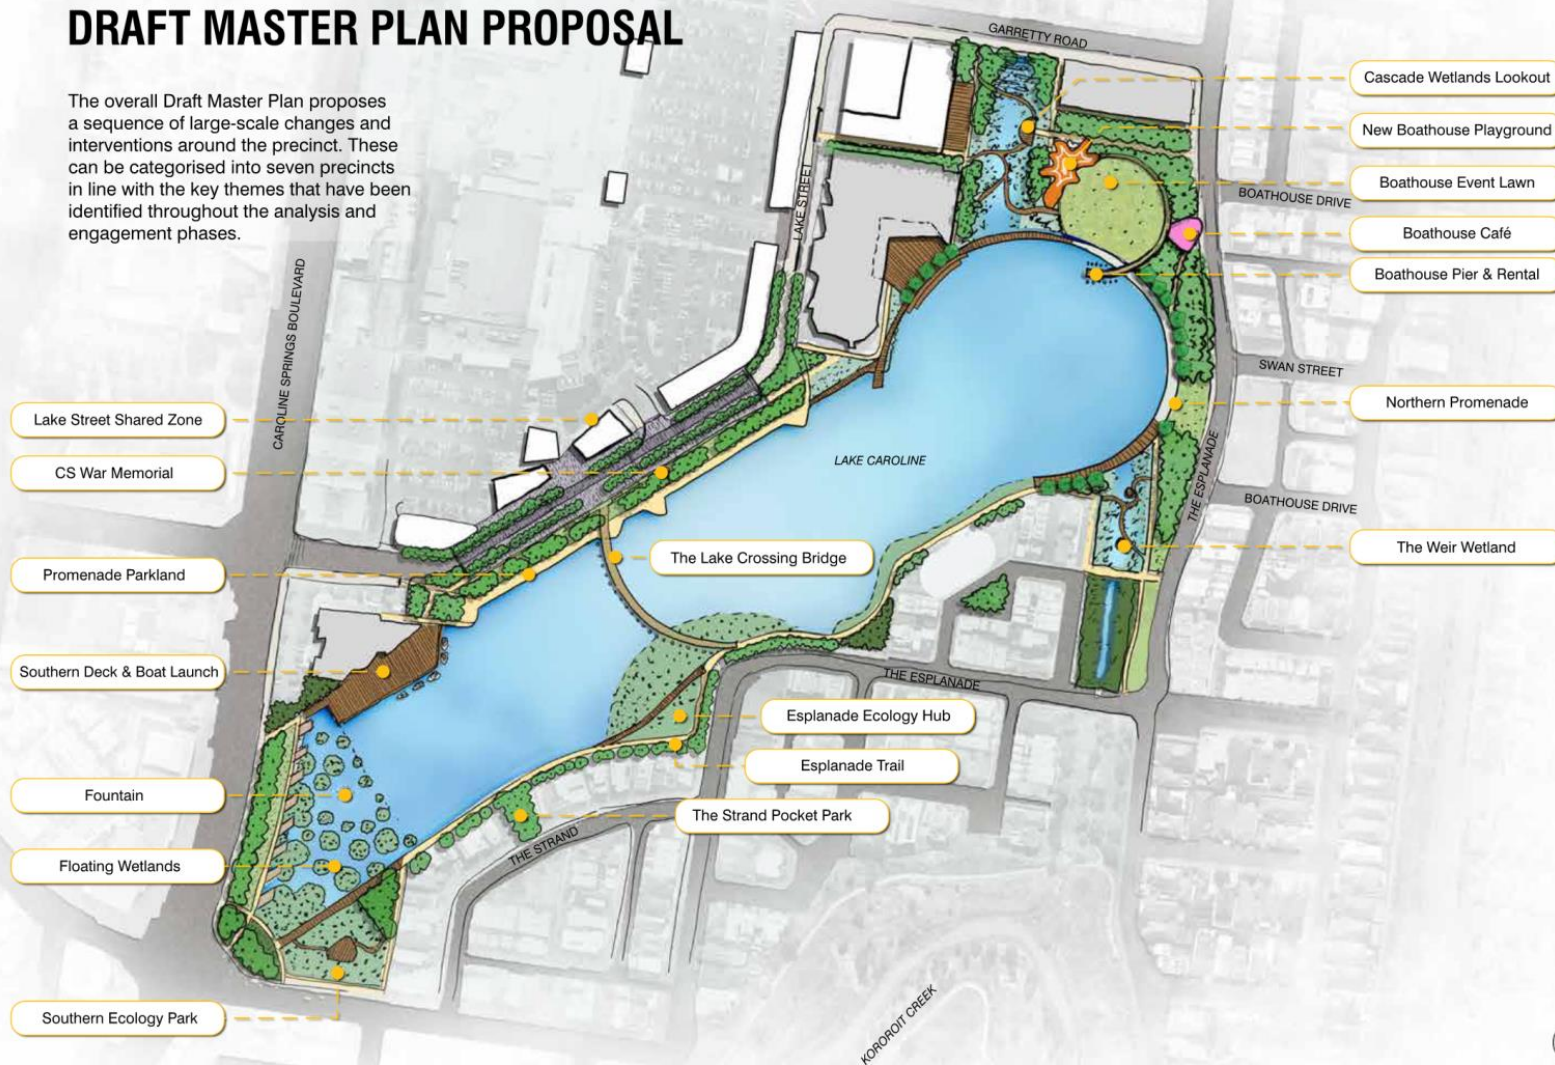 DRAFT MASTER PLAN PROPOSAL
The overall Draft Master Plan proposes
a sequence of large-scale changes and
interventions around the precinct. These
can be categorised into seven precincts
in line with the key themes that have been
identified throughout the analysis and
engagement phases.
GARRETTY ROAD
LAKE STREET
CAROLINE SPRINGS BOULEVARD
BOATHOUSE DRIVE
SWAN STREET
THE ESPLANADE
BOATHOUSE DRIVE
LAKE CAROLINE
THE ESPLANADE
THE STRAND
KOROROIT CREEK
Cascade Wetlands Lookout
New Boathouse Playground
Boathouse Event Lawn
Boathouse Café
Boathouse Pier & Rental
Northern Promenade
The Weir Wetland
Lake Street Shared Zone
CS War Memorial
Promenade Parkland
Southern Deck & Boat Launch
Fountain
Floating Wetlands
Southern Ecology Park
The Lake Crossing Bridge
Esplanade Ecology Hub
Esplanade Trail
The Strand Pocket Park